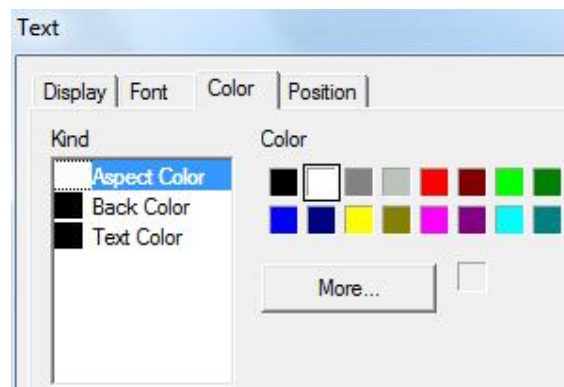 Text
Display Font Color Position
Kind Color
Aspect Color
Back Color
Text Color
More...